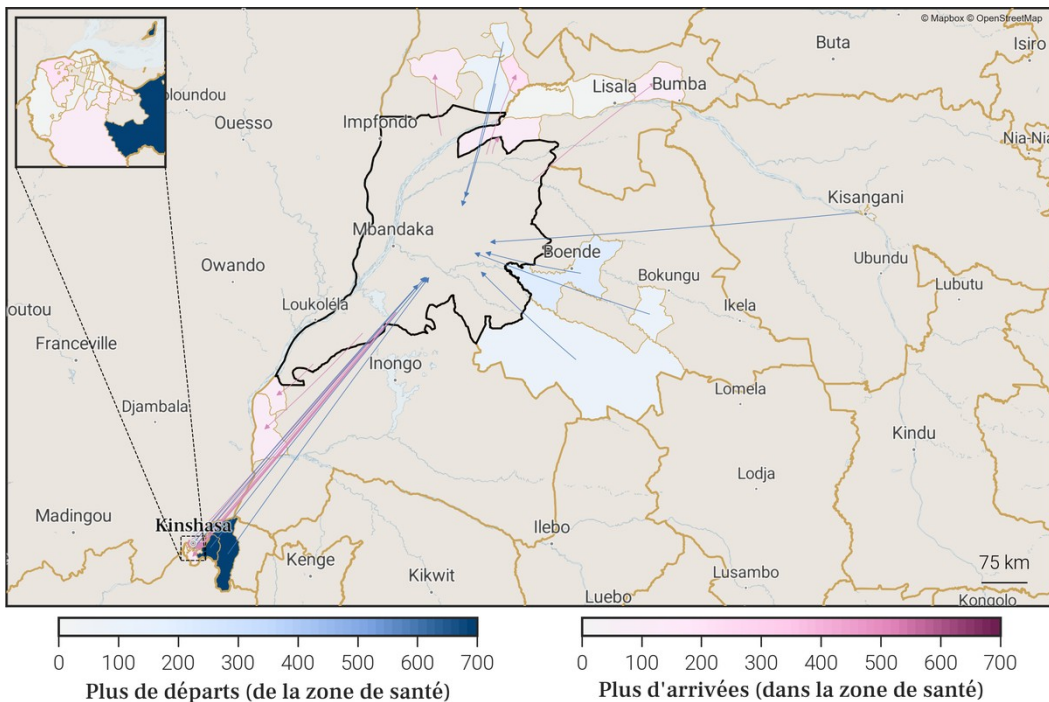 © Mapbox © OpenStreetMap
Buta
Isiro
Lisala
Bumba
oloundou
Ouesso
Impfondo
Nia-Nia
Kisangani
Mbandaka
Boende
Ubundu
Owando
Bokungu
Lubutu
Loukoléla
Ikela
outou
Franceville
Inongo
Lomela
Djambala
Kindu
Lodja
Madingou
Kinshasa
Ilebo
Kenge
75 km
Kikwit
Lusambo
Luebo
Kongolo
0 100 200 300 400 500 600 700
Plus de départs (de la zone de santé)
0 100 200 300 400 500 600 700
Plus d'arrivées (dans la zone de santé)